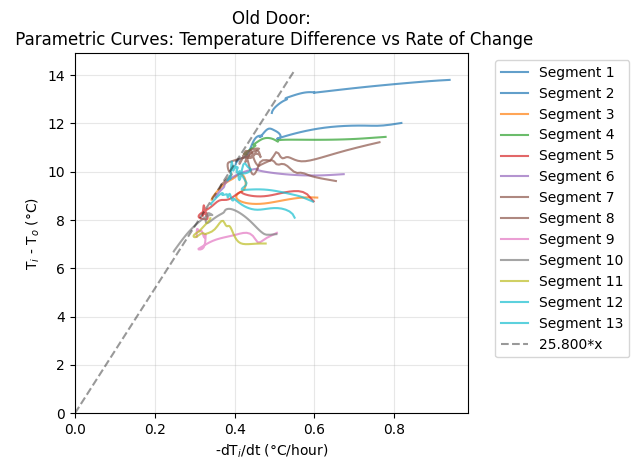 Old Door:
Parametric Curves: Temperature Difference vs Rate of Change
14
12
10
8
6
4
2
0
Tᵢ - Tₒ (°C)
0.0 0.2 0.4 0.6 0.8
-dTᵢ/dt (°C/hour)
Segment 1
Segment 2
Segment 3
Segment 4
Segment 5
Segment 6
Segment 7
Segment 8
Segment 9
Segment 10
Segment 11
Segment 12
Segment 13
25.800*x